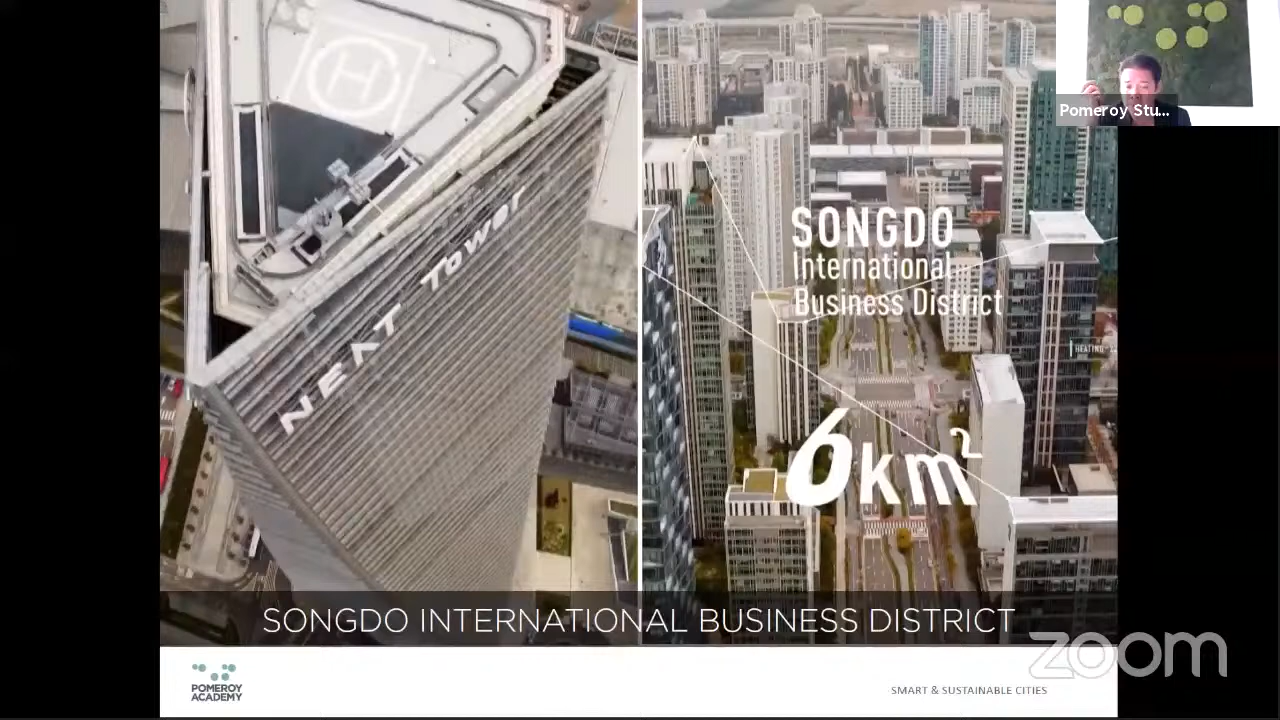 NEAT Tower
SONGDO
International
Business District
6km²
SONGDO INTERNATIONAL BUSINESS DISTRICT
POMEROY
ACADEMY
SMART & SUSTAINABLE CITIES
Pomeroy Stu...
zoom
H
HEATING